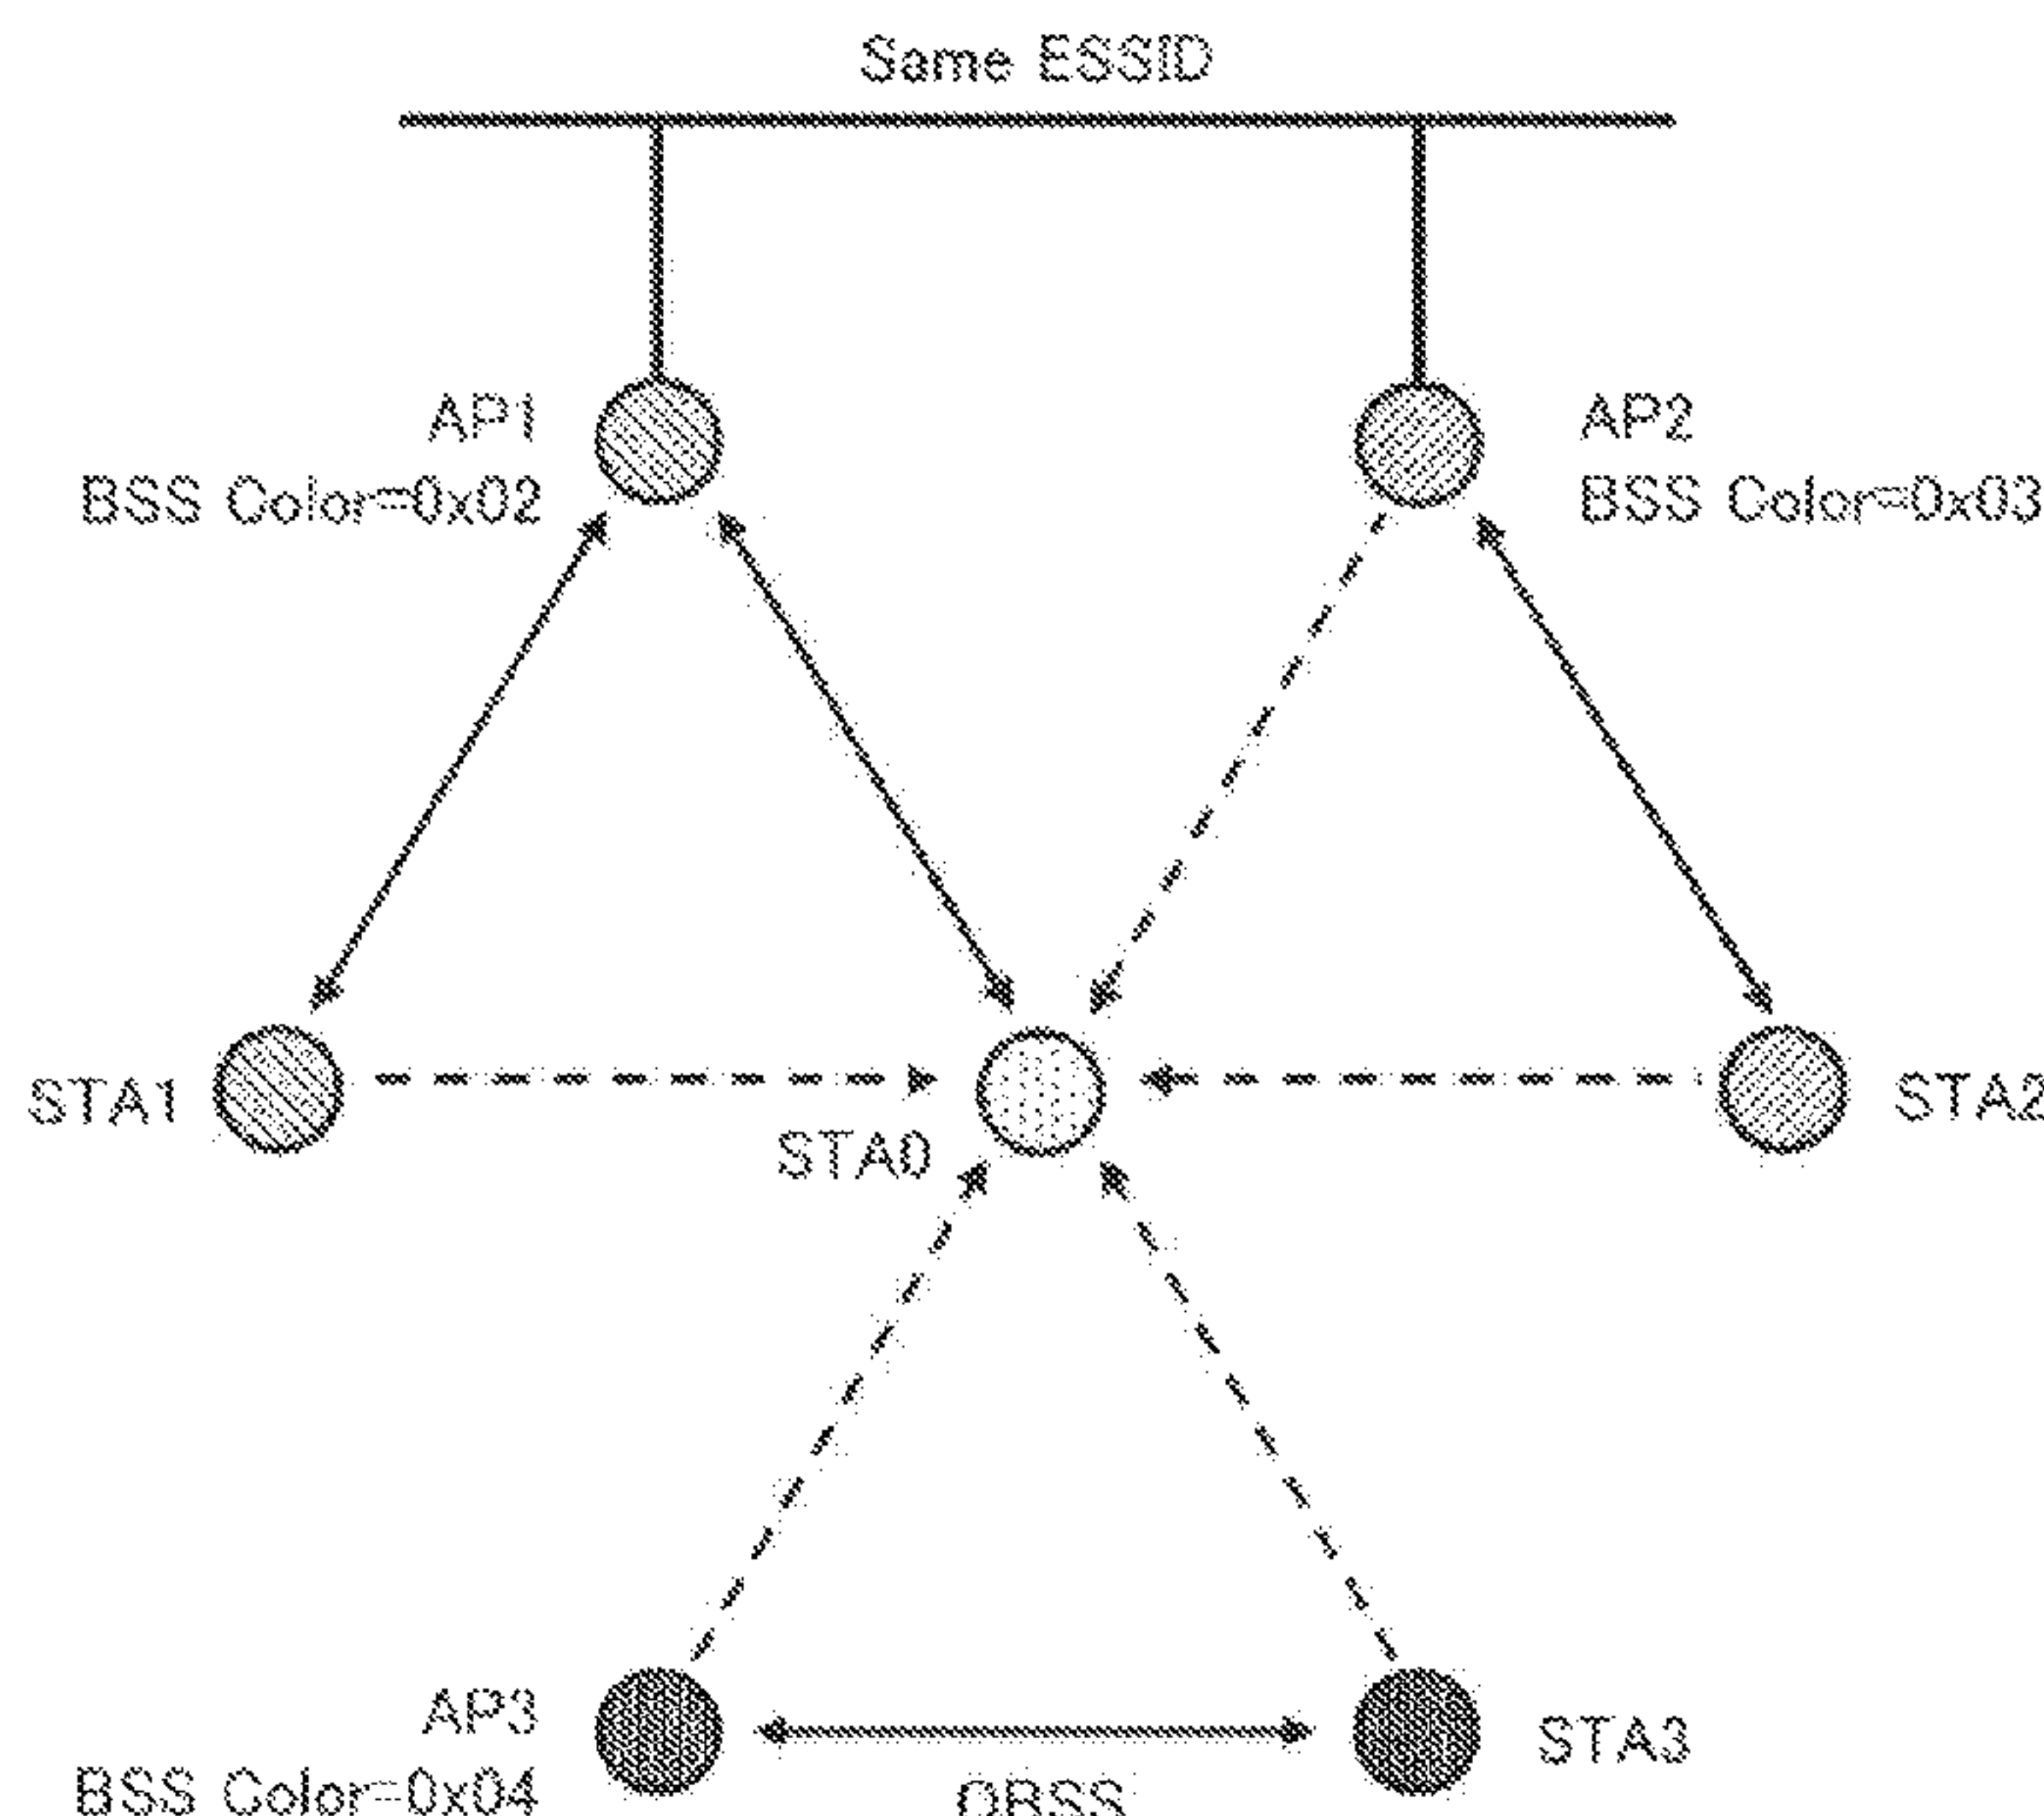 Same ESSID
AP1
BSS Color=0x02
AP2
BSS Color=0x03
STA1
STA0
STA2
AP3
BSS Color=0x04
STA3
OBSS